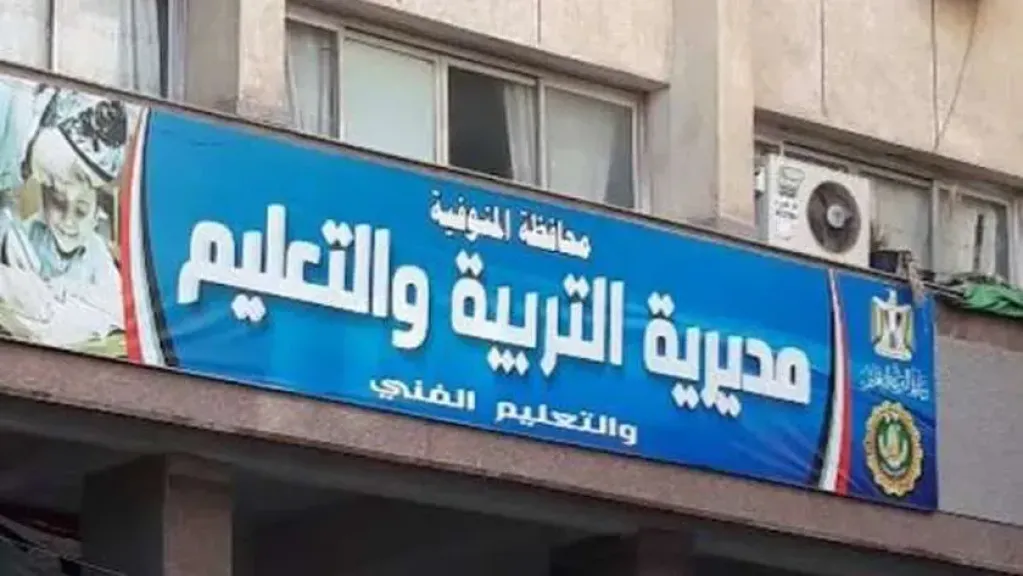 محافظة المنوفية
مديرية التربية والتعليم
والتعليم الفني